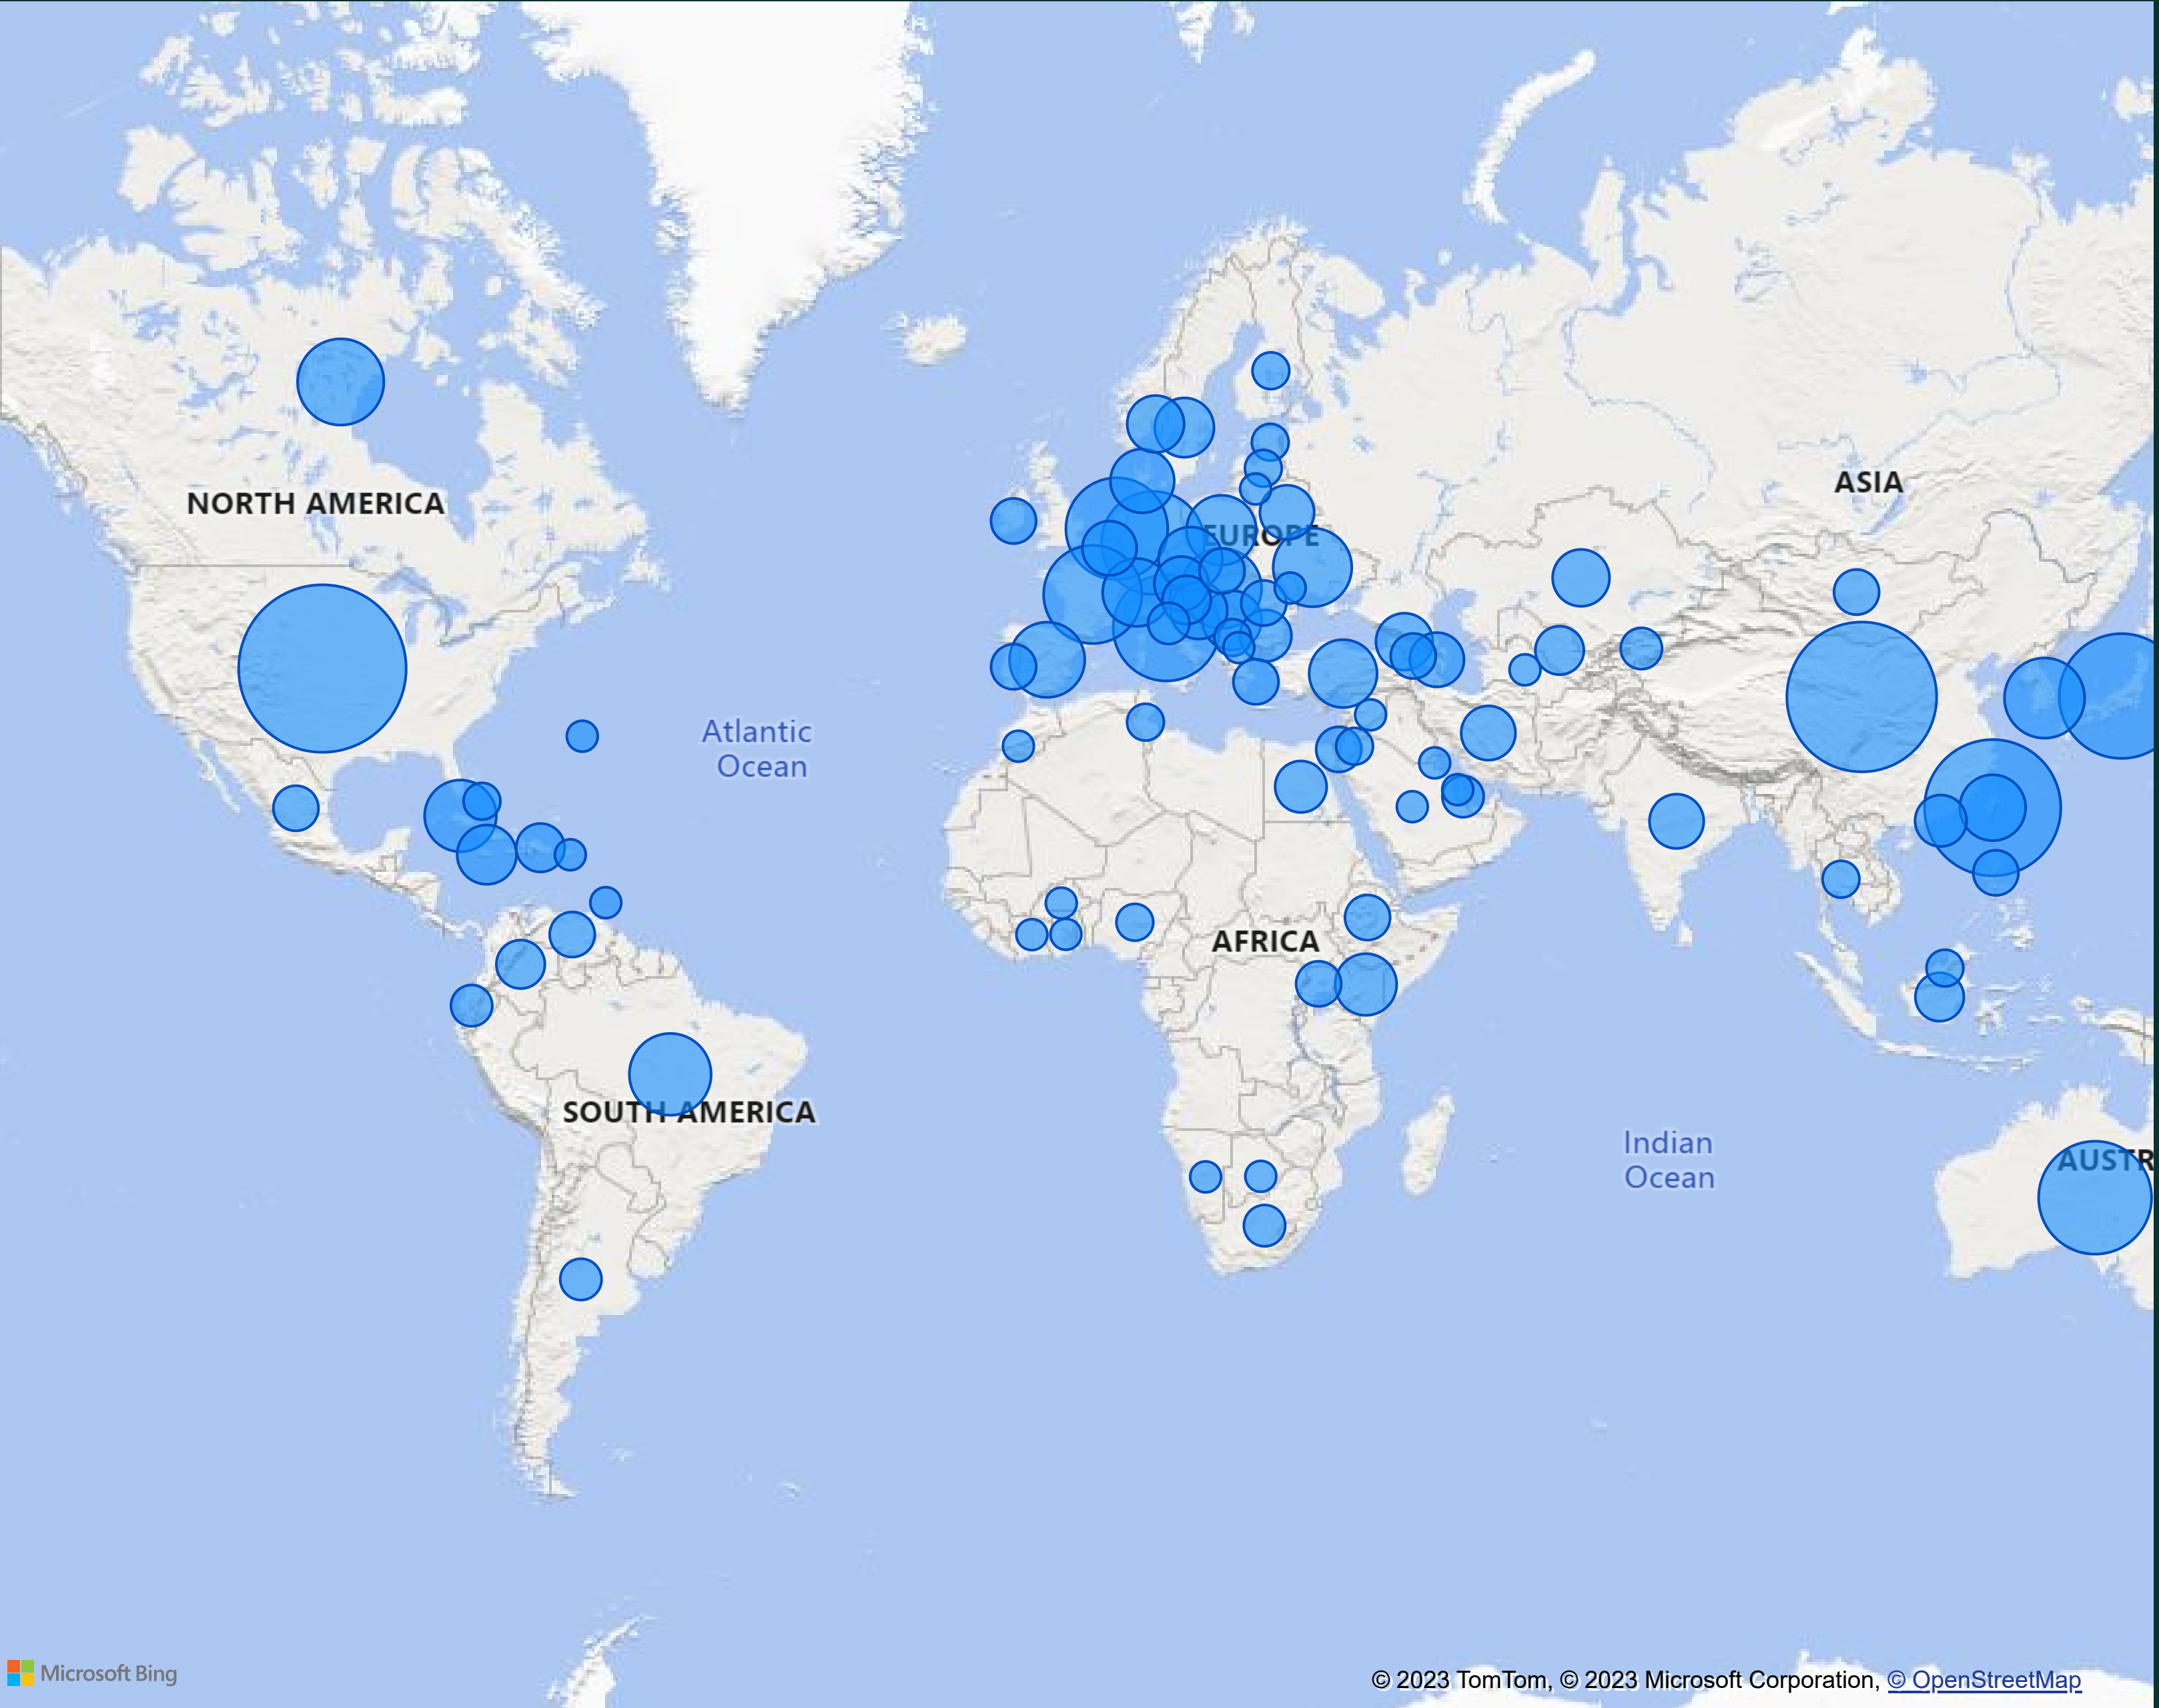 ASIA
NORTH AMERICA
EUROPE
Atlantic
Ocean
AFRICA
SOUTH AMERICA
Indian
Ocean
AUSTR
Microsoft Bing
© 2023 TomTom, © 2023 Microsoft Corporation, © OpenStreetMap